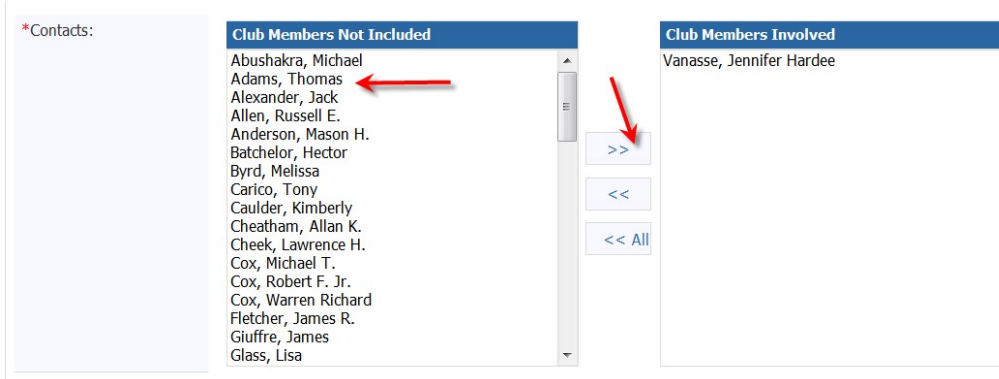 *Contacts:
Club Members Not Included
Abushakra, Michael
Adams, Thomas
Alexander, Jack
Allen, Russell E.
Anderson, Mason H.
Batchelor, Hector
Byrd, Melissa
Carico, Tony
Caulder, Kimberly
Cheatham, Allan K.
Cheek, Lawrence H.
Cox, Michael T.
Cox, Robert F. Jr.
Cox, Warren Richard
Fletcher, James R.
Giuffre, James
Glass, Lisa
>>
<<
<< All
Club Members Involved
Vanasse, Jennifer Hardee